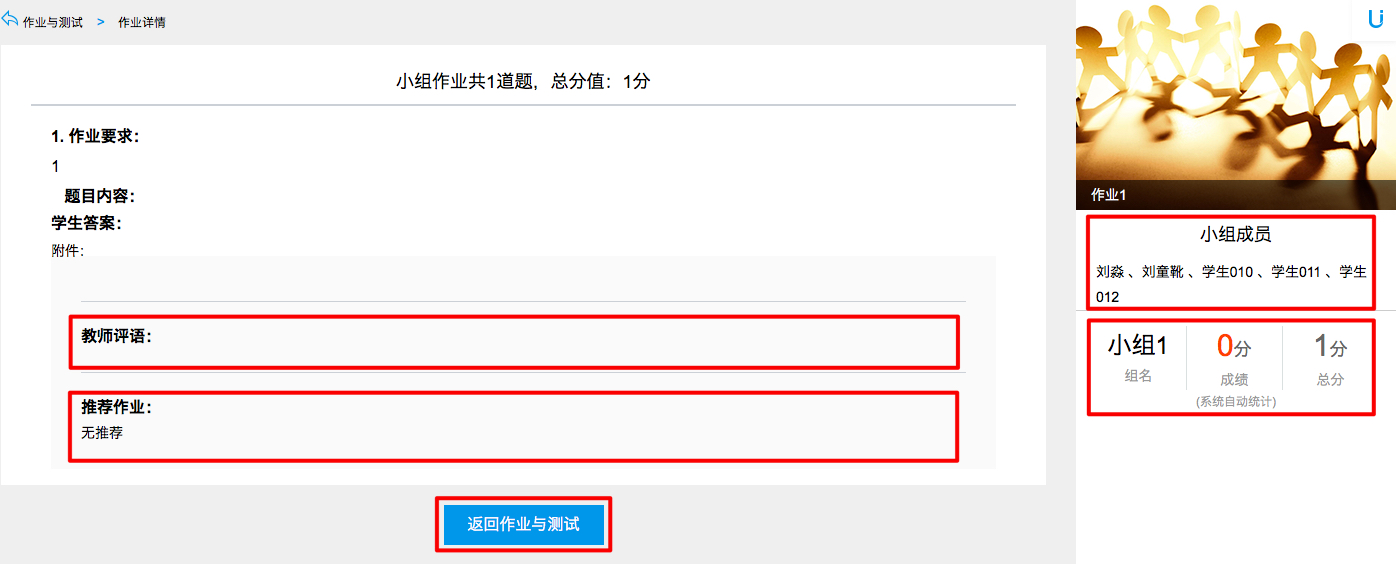 作业与测试 > 作业详情
小组作业共1道题，总分值：1分
1. 作业要求：
1
题目内容：
学生答案：
附件：
教师评语：
推荐作业：
无推荐
返回作业与测试
作业1
小组成员
刘淼 、刘童靴 、学生010 、学生011 、学生
012
小组1 0分 1分
组名 成绩 总分
(系统自动统计)